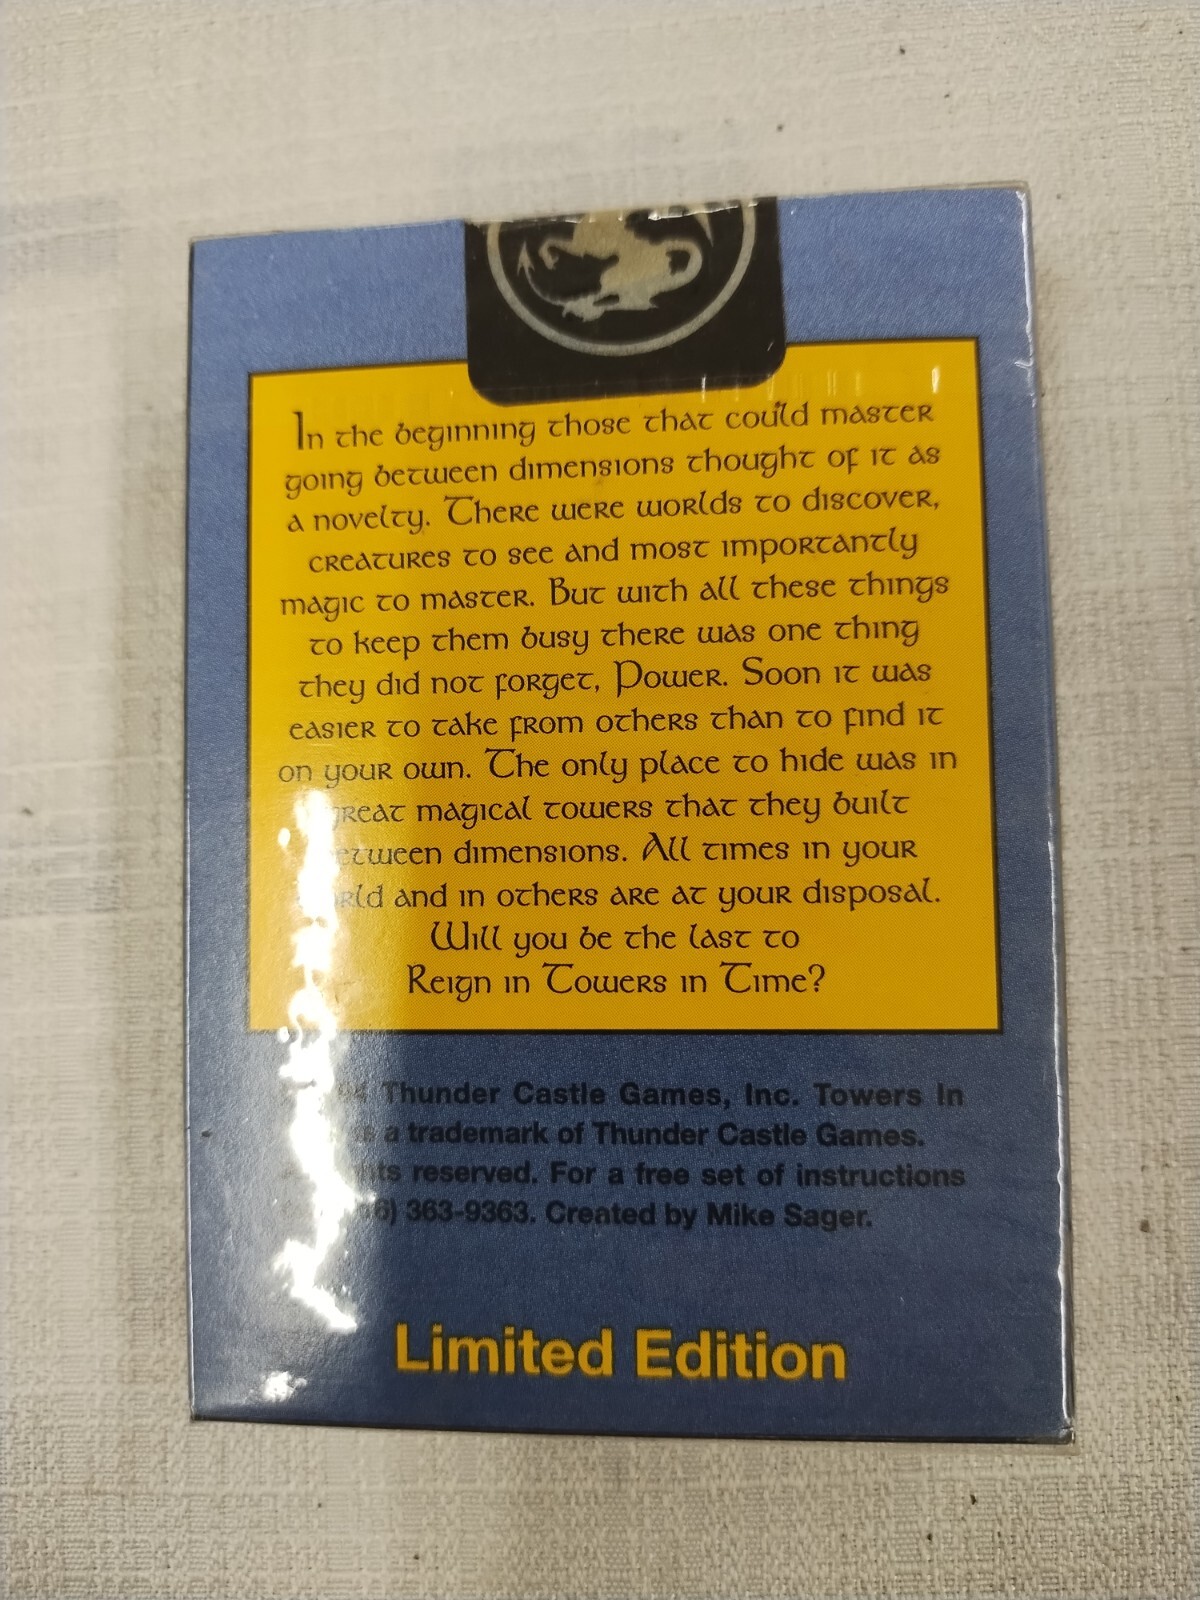 In the beginning those that could master
going between dimensions thought of it as
a novelty. There were worlds to discover,
creatures to see and most importantly
magic to master. But with all these things
to keep them busy there was one thing
they did not forget, Power. Soon it was
easier to take from others than to find it
on your own. The only place to hide was in
great magical towers that they built
between dimensions. All times in your
and in others are at your disposal.
Will you be the last to
Reign in Towers in Time?
Thunder Castle Games, Inc. Towers In
a trademark of Thunder Castle Games.
reserved. For a free set of instructions
363-9363. Created by Mike Sager.
Limited Edition